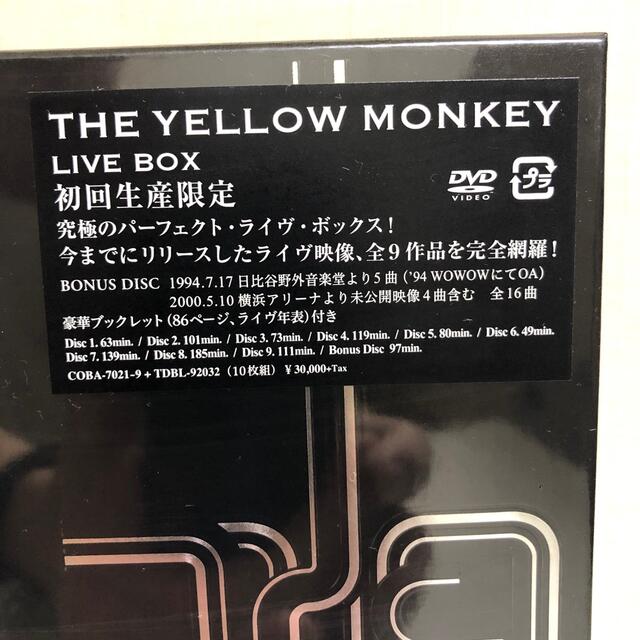 THE YELLOW MONKEY
LIVE BOX
初回生産限定
DVD
VIDEO
プラ
究極のパーフェクト・ライヴ・ボックス!
今までにリリースしたライヴ映像、全9作品を完全網羅!
BONUS DISC 1994.7.17 日比谷野外音楽堂より5曲('94 WOWOWにてOA)
2000.5.10 横浜アリーナより未公開映像4曲含む 全16曲
豪華ブックレット(86ページ、ライヴ年表)付き
Disc 1. 63min. / Disc 2. 101min. / Disc 3. 73min. / Disc 4. 119min. / Disc 5. 80min. / Disc 6. 49min.
Disc 7. 139min. / Disc 8. 185min. / Disc 9. 111min. / Bonus Disc 97min.
COBA-7021-9 + TDBL-92032 (10枚組) ¥30,000+Tax